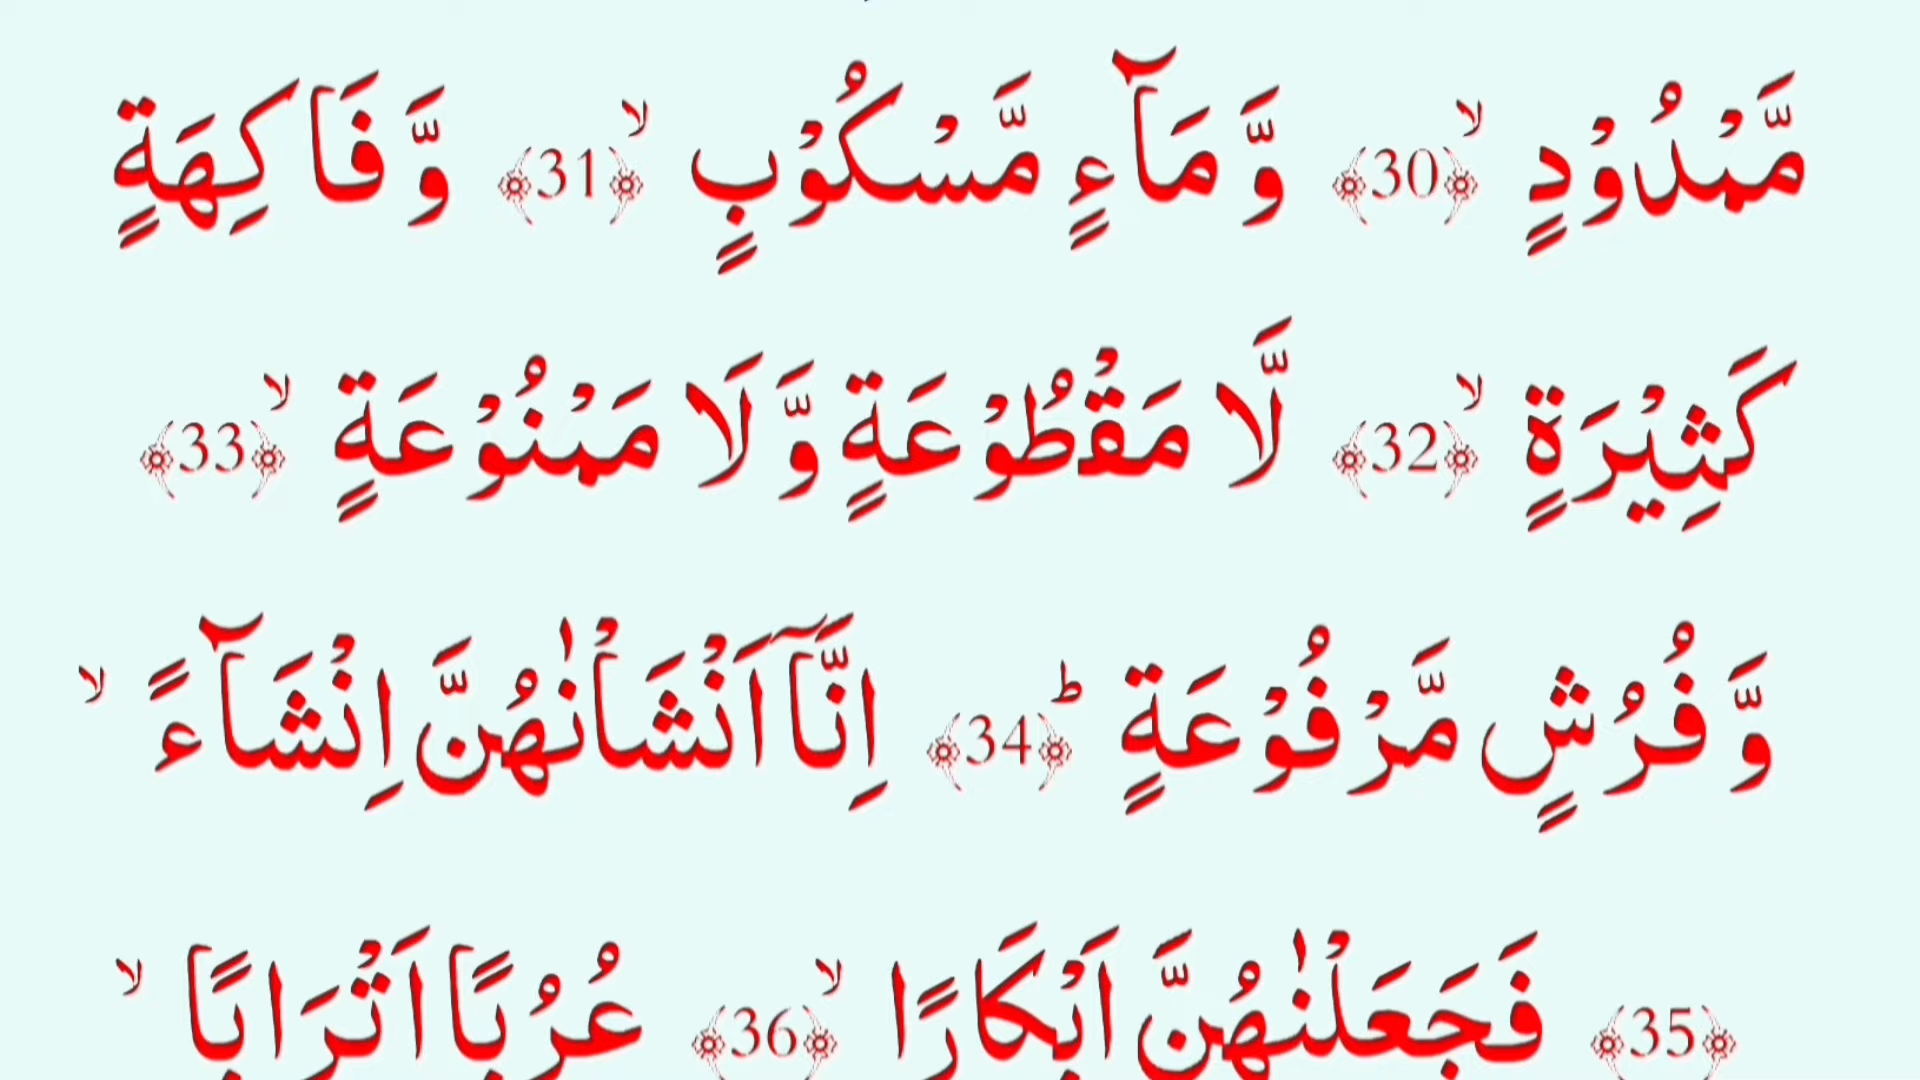 مَّمْدُوْدٍ ﴿30﴾ۙ وَّ مَآءٍ مَّسْكُوْبٍ ﴿31﴾ۙ وَّ فَاكِهَةٍ
كَثِيْرَةٍ ﴿32﴾ۙ لَّا مَقْطُوْعَةٍ وَّ لَا مَمْنُوْعَةٍ ﴿33﴾ۙ
وَّ فُرُشٍ مَّرْفُوْعَةٍ ﴿34﴾ؕ اِنَّاۤ اَنْشَاْنٰهُنَّ اِنْشَآءً ۙ
﴿35﴾ فَجَعَلْنٰهُنَّ اَبْكَارًا ﴿36﴾ۙ عُرُبًا اَتْرَابًا ۙ